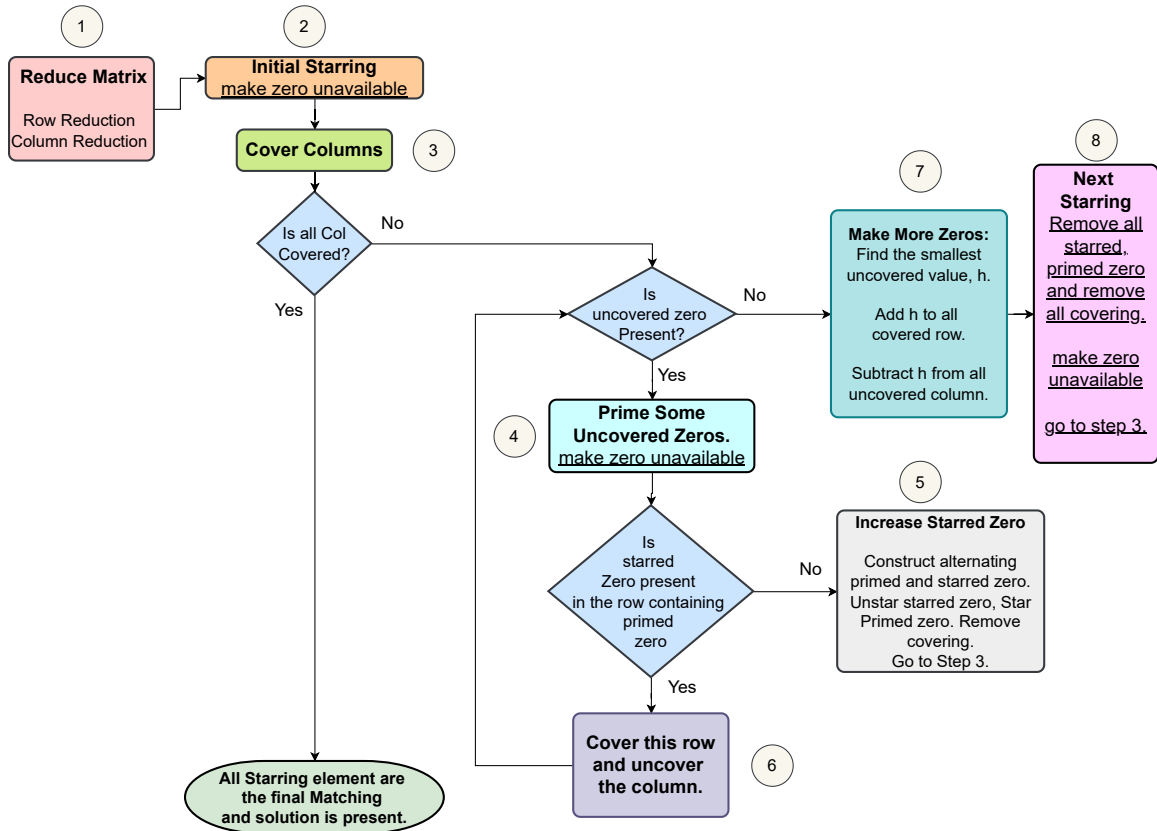 1
Reduce Matrix
Row Reduction
Column Reduction
2
Initial Starring
make zero unavailable
Cover Columns
3
Is all Col
Covered?
No
Yes
Is
uncovered zero
Present?
No
Yes
7
Make More Zeros:
Find the smallest
uncovered value, h.
Add h to all
covered row.
Subtract h from all
uncovered column.
8
Next
Starring
Remove all
starred,
primed zero
and remove
all covering.
make zero
unavailable
go to step 3.
4
Prime Some
Uncovered Zeros.
make zero unavailable
Is
starred
Zero present
in the row containing
primed
zero
No
Yes
5
Increase Starred Zero
Construct alternating
primed and starred zero.
Unstar starred zero, Star
Primed zero. Remove
covering.
Go to Step 3.
Cover this row
and uncover
the column.
6
All Starring element are
the final Matching
and solution is present.